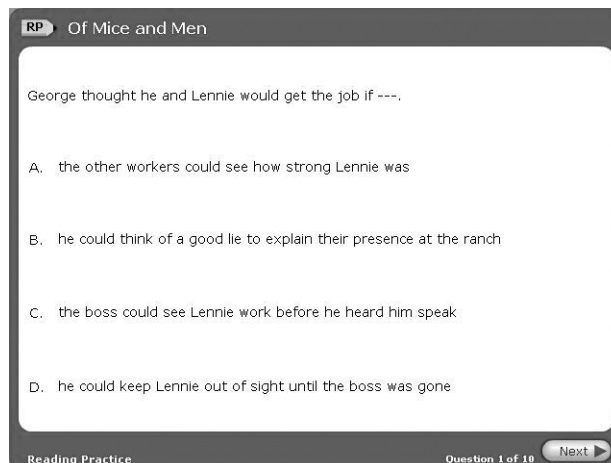 RP Of Mice and Men
George thought he and Lennie would get the job if ---.
A. the other workers could see how strong Lennie was
B. he could think of a good lie to explain their presence at the ranch
C. the boss could see Lennie work before he heard him speak
D. he could keep Lennie out of sight until the boss was gone
Reading Practice Question 1 of 10 Next